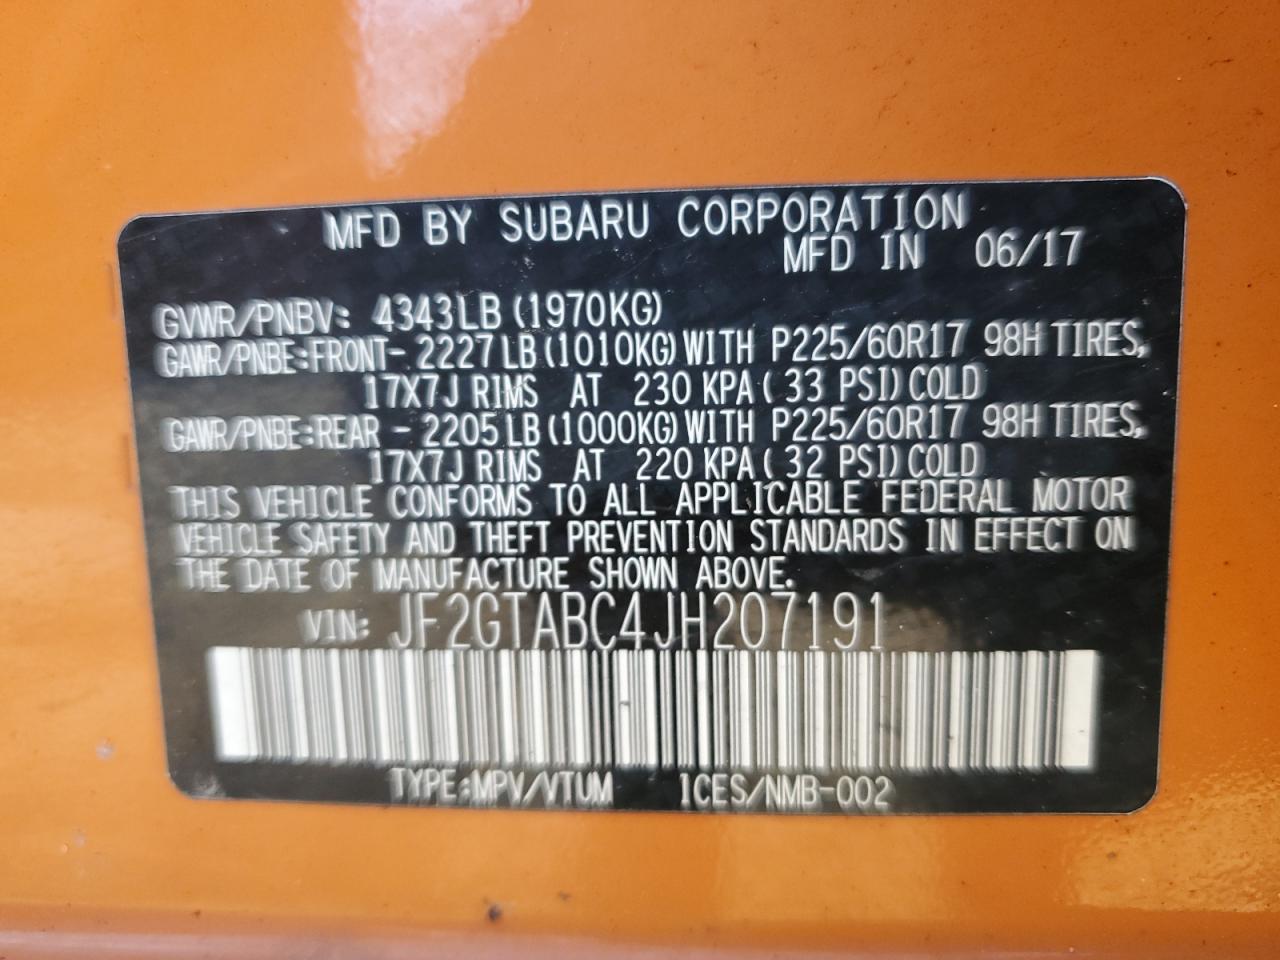 MFD BY SUBARU CORPORATION
MFD IN 06/17
GVWR/PNBV: 4343LB (1970KG)
GAWR/PNBE:FRONT- 2227LB (1010KG) WITH P225/60R17 98H TIRES,
17X7J RIMS AT 230 KPA ( 33 PSI) COLD
GAWR/PNBE:REAR - 2205LB (1000KG) WITH P225/60R17 98H TIRES,
17X7J RIMS AT 220 KPA ( 32 PSI) COLD
THIS VEHICLE CONFORMS TO ALL APPLICABLE FEDERAL MOTOR
VEHICLE SAFETY AND THEFT PREVENTION STANDARDS IN EFFECT ON
THE DATE OF MANUFACTURE SHOWN ABOVE.
VIN: JF2GTABC4JH207191
TYPE:MPV/VTUM ICES/NMB-002